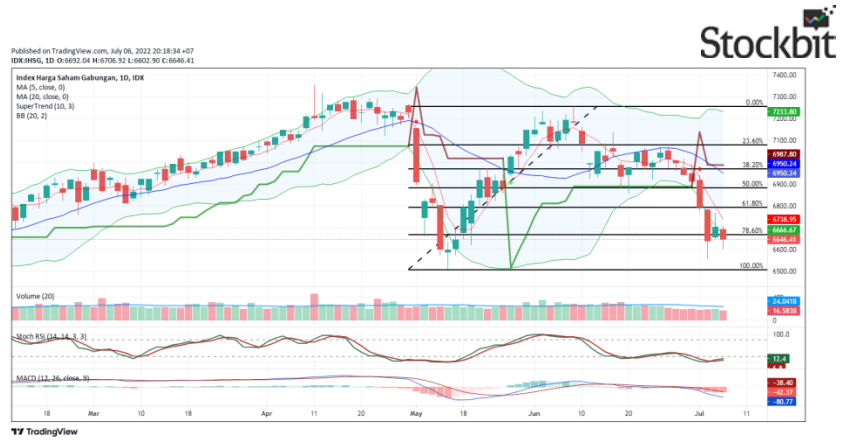 Stockbit
Published on TradingView.com, July 06, 2022 20:18:34 +07
IDX:IHSG, 1D O:6692.04 H:6706.92 L:6602.90 C:6646.41
Index Harga Saham Gabungan, 1D, IDX
MA (5, close, 0)
MA (20, close, 0)
SuperTrend (10, 3)
BB (20, 2)
7400.00
7300.00
0.00%
7233.80
7200.00
7100.00
23.60%
6987.80
38.20%
6950.24
6950.24
50.00%
6900.00
61.80%
6800.00
6738.95
78.60%
6666.67
6646.41
6600.00
100.00%
6500.00
Volume (20)
24.041B
16.583B
0
Stoch RSI (14, 14, 3, 3)
100.0
12.4
MACD (12, 26, close, 9)
-38.40
-42.37
-80.77
18 Mar 10 18 Apr 11 20 May 18 Jun 10 20 Jul 11
TradingView